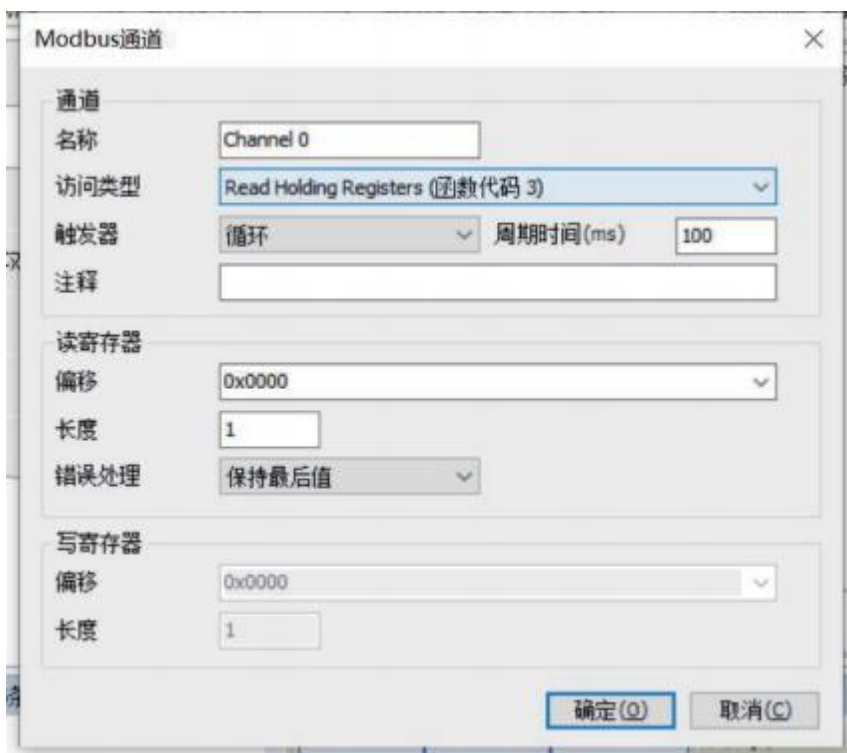 Modbus通道
通道
名称 Channel 0
访问类型 Read Holding Registers (函数代码 3)
触发器 循环 周期时间(ms) 100
注释
读寄存器
偏移 0x0000
长度 1
错误处理 保持最后值
写寄存器
偏移 0x0000
长度 1
确定(O) 取消(C)